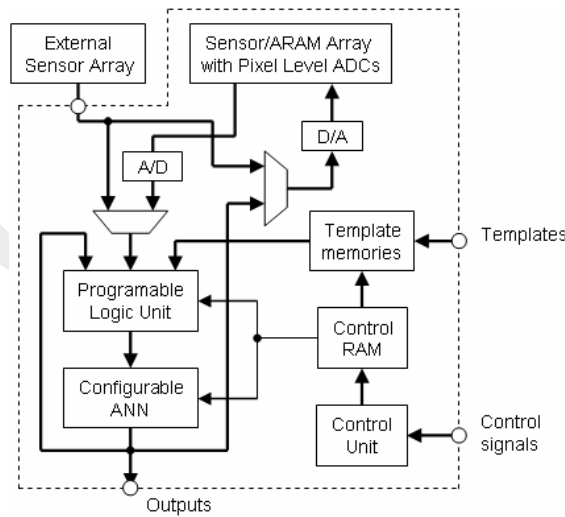 External
Sensor Array
Sensor/ARAM Array
with Pixel Level ADCs
D/A
A/D
Template
memories
Templates
Programable
Logic Unit
Control
RAM
Configurable
ANN
Control
Unit
Control
signals
Outputs